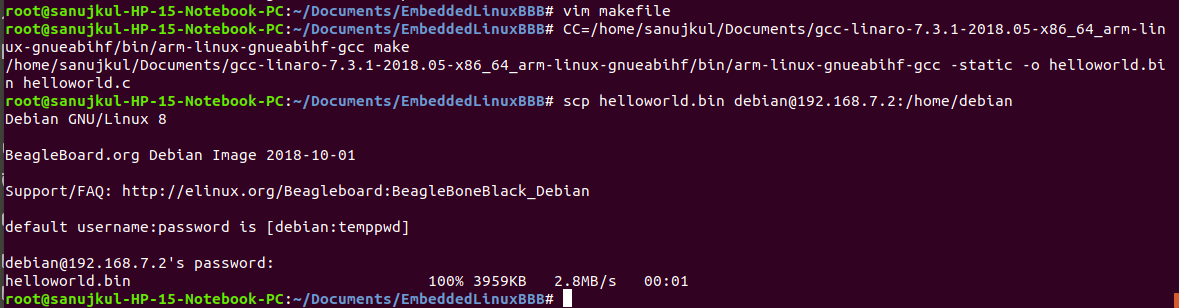 root@sanujkul-HP-15-Notebook-PC:~/Documents/EmbeddedLinuxBBB# vim makefile
root@sanujkul-HP-15-Notebook-PC:~/Documents/EmbeddedLinuxBBB# CC=/home/sanujkul/Documents/gcc-linaro-7.3.1-2018.05-x86_64_arm-lin
ux-gnueabihf/bin/arm-linux-gnueabihf-gcc make
/home/sanujkul/Documents/gcc-linaro-7.3.1-2018.05-x86_64_arm-linux-gnueabihf/bin/arm-linux-gnueabihf-gcc -static -o helloworld.bi
n helloworld.c
root@sanujkul-HP-15-Notebook-PC:~/Documents/EmbeddedLinuxBBB# scp helloworld.bin debian@192.168.7.2:/home/debian
Debian GNU/Linux 8
BeagleBoard.org Debian Image 2018-10-01
Support/FAQ: http://elinux.org/Beagleboard:BeagleBoneBlack_Debian
default username:password is [debian:temppwd]
debian@192.168.7.2's password:
helloworld.bin 100% 3959KB 2.8MB/s 00:01
root@sanujkul-HP-15-Notebook-PC:~/Documents/EmbeddedLinuxBBB#